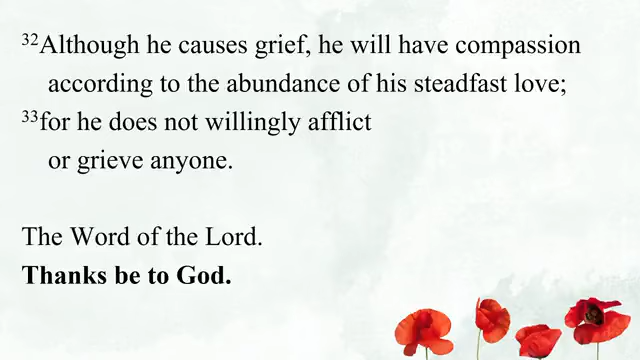 32Although he causes grief, he will have compassion
according to the abundance of his steadfast love;
33for he does not willingly afflict
or grieve anyone.
The Word of the Lord.
Thanks be to God.